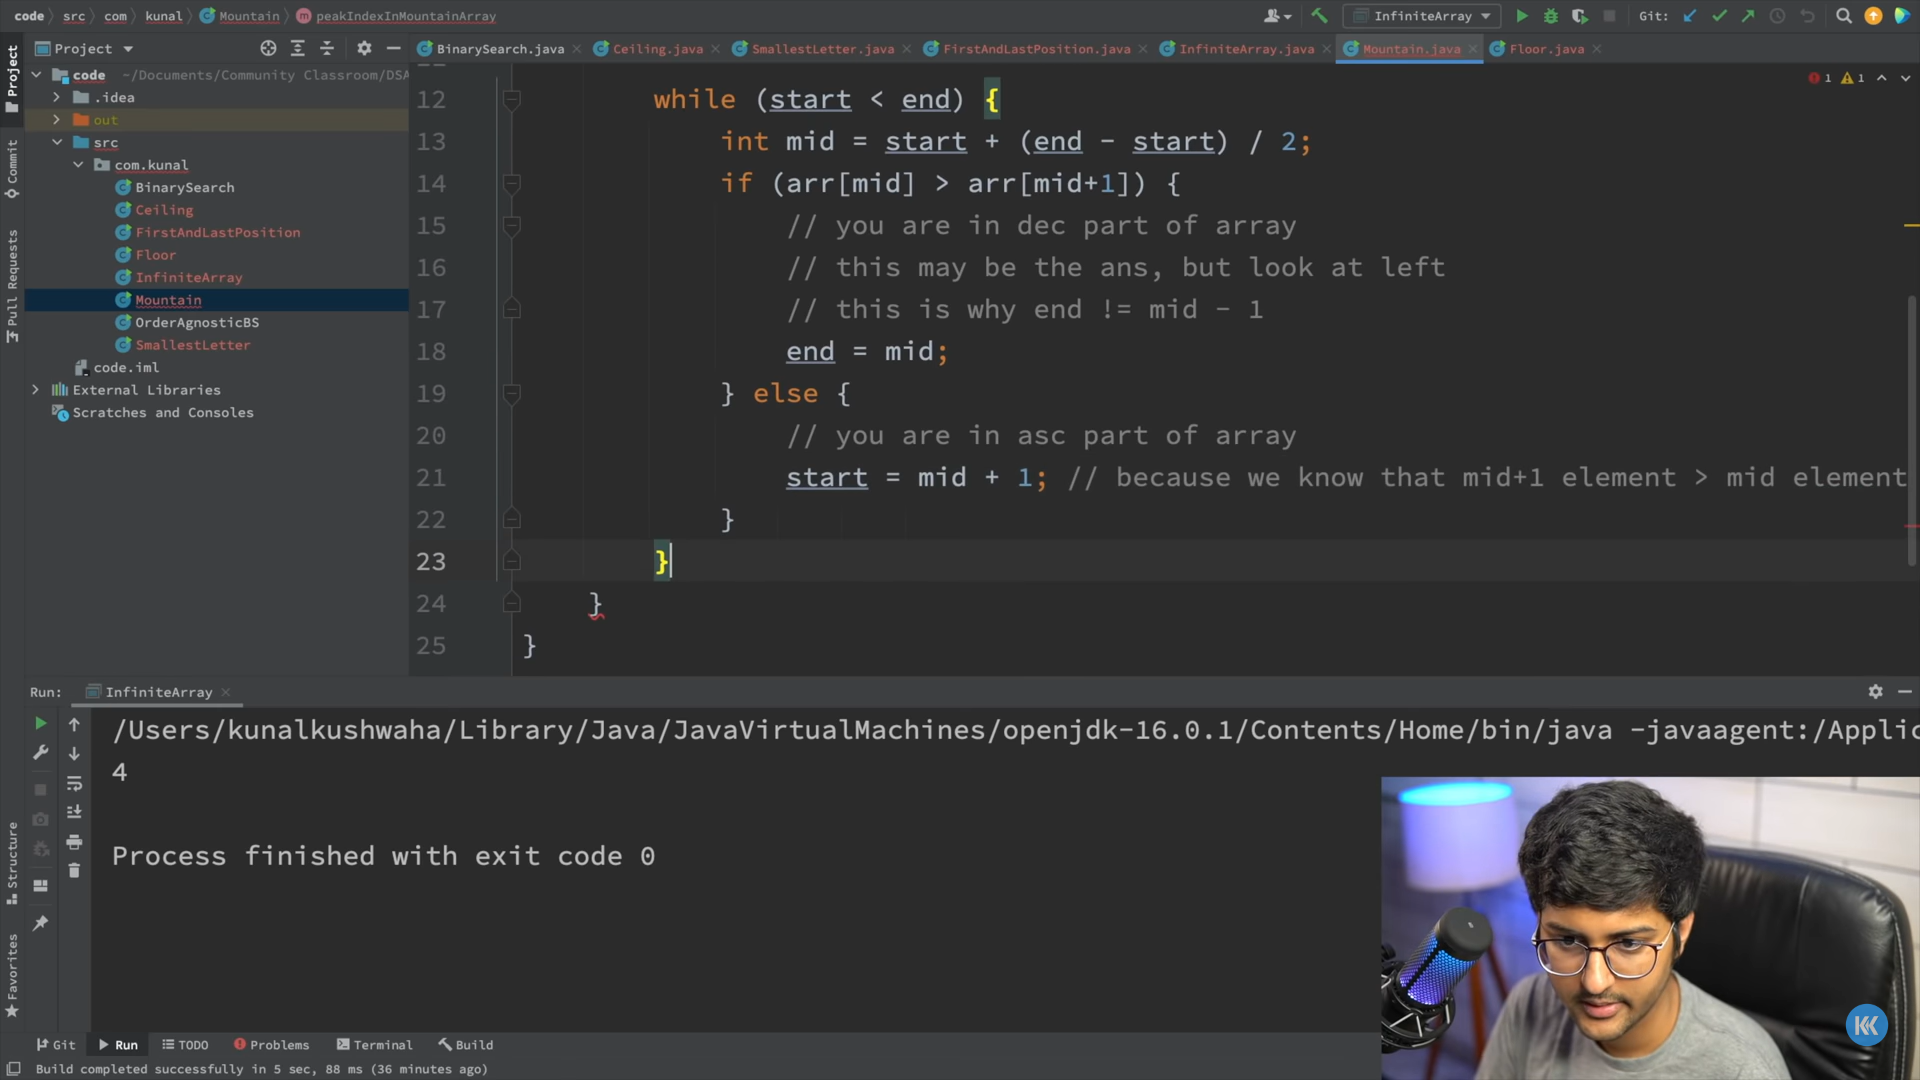 code src com kunal Mountain peakIndexInMountainArray
InfiniteArray Git:
Project
BinarySearch.java Ceiling.java SmallestLetter.java FirstAndLastPosition.java InfiniteArray.java Mountain.java Floor.java
code ~/Documents/Community Classroom/DSA
.idea
out
src
com.kunal
BinarySearch
Ceiling
FirstAndLastPosition
Floor
InfiniteArray
Mountain
OrderAgnosticBS
SmallestLetter
code.iml
External Libraries
Scratches and Consoles
Project
Commit
Pull Requests
Structure
Favorites
1 1
12 while (start < end) {
13 int mid = start + (end - start) / 2;
14 if (arr[mid] > arr[mid+1]) {
15 // you are in dec part of array
16 // this may be the ans, but look at left
17 // this is why end != mid - 1
18 end = mid;
19 } else {
20 // you are in asc part of array
21 start = mid + 1; // because we know that mid+1 element > mid element
22 }
23 }
24 }
25 }
Run: InfiniteArray
/Users/kunalkushwaha/Library/Java/JavaVirtualMachines/openjdk-16.0.1/Contents/Home/bin/java -javaagent:/Applic
4
Process finished with exit code 0
Git Run TODO Problems Terminal Build
Build completed successfully in 5 sec, 88 ms (36 minutes ago)